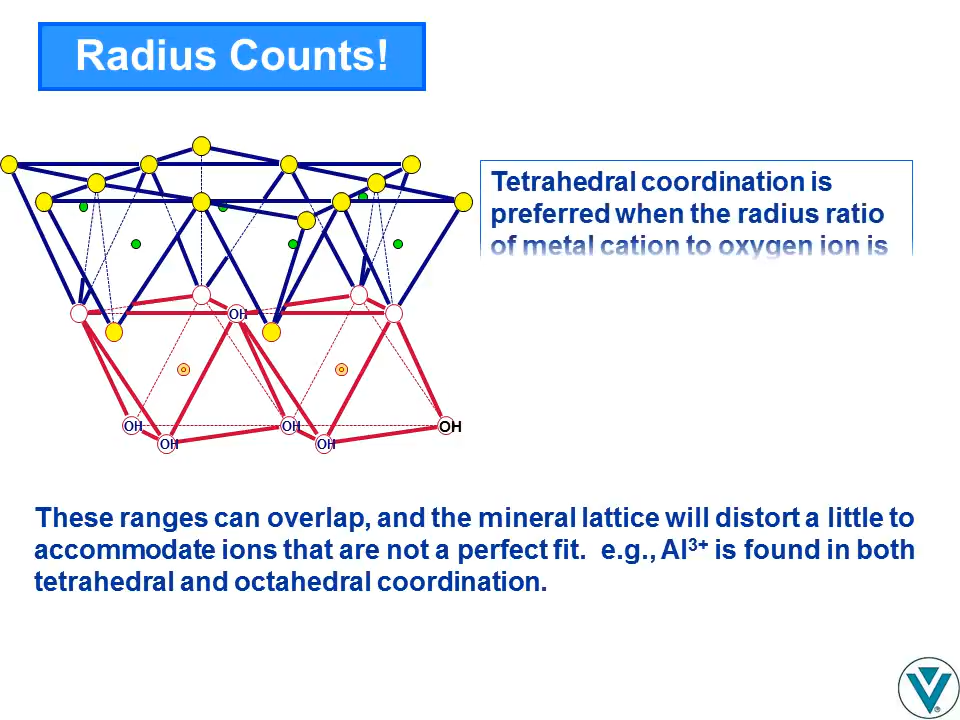 Radius Counts!
Tetrahedral coordination is
preferred when the radius ratio
of metal cation to oxygen ion is
OH
OH
OH
OH
OH
OH
These ranges can overlap, and the mineral lattice will distort a little to
accommodate ions that are not a perfect fit.  e.g., Al³⁺ is found in both
tetrahedral and octahedral coordination.